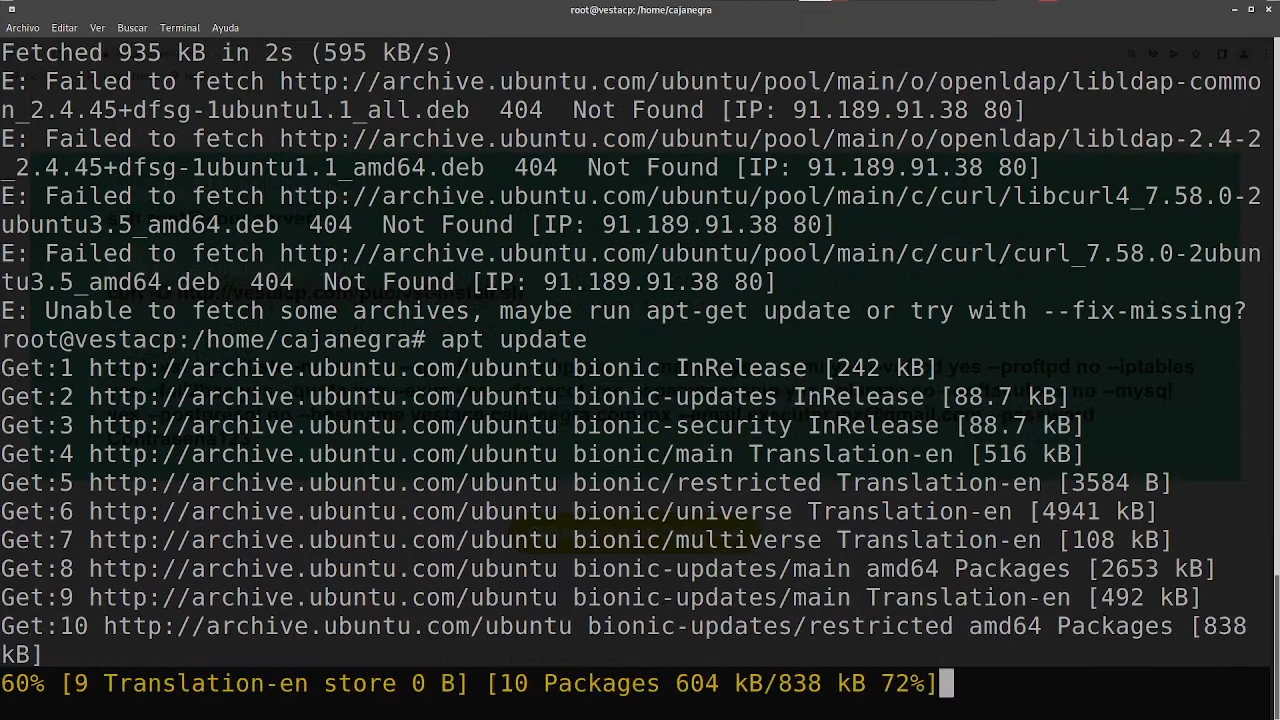 root@vestacp: /home/cajanegra
Archivo Editar Ver Buscar Terminal Ayuda
Fetched 935 kB in 2s (595 kB/s)
E: Failed to fetch http://archive.ubuntu.com/ubuntu/pool/main/o/openldap/libldap-commo
n_2.4.45+dfsg-1ubuntu1.1_all.deb  404  Not Found [IP: 91.189.91.38 80]
E: Failed to fetch http://archive.ubuntu.com/ubuntu/pool/main/o/openldap/libldap-2.4-2
_2.4.45+dfsg-1ubuntu1.1_amd64.deb  404  Not Found [IP: 91.189.91.38 80]
E: Failed to fetch http://archive.ubuntu.com/ubuntu/pool/main/c/curl/libcurl4_7.58.0-2
ubuntu3.5_amd64.deb  404  Not Found [IP: 91.189.91.38 80]
E: Failed to fetch http://archive.ubuntu.com/ubuntu/pool/main/c/curl/curl_7.58.0-2ubun
tu3.5_amd64.deb  404  Not Found [IP: 91.189.91.38 80]
E: Unable to fetch some archives, maybe run apt-get update or try with --fix-missing?
root@vestacp:/home/cajanegra# apt update
Get:1 http://archive.ubuntu.com/ubuntu bionic InRelease [242 kB]
Get:2 http://archive.ubuntu.com/ubuntu bionic-updates InRelease [88.7 kB]
Get:3 http://archive.ubuntu.com/ubuntu bionic-security InRelease [88.7 kB]
Get:4 http://archive.ubuntu.com/ubuntu bionic/main Translation-en [516 kB]
Get:5 http://archive.ubuntu.com/ubuntu bionic/restricted Translation-en [3584 B]
Get:6 http://archive.ubuntu.com/ubuntu bionic/universe Translation-en [4941 kB]
Get:7 http://archive.ubuntu.com/ubuntu bionic/multiverse Translation-en [108 kB]
Get:8 http://archive.ubuntu.com/ubuntu bionic-updates/main amd64 Packages [2653 kB]
Get:9 http://archive.ubuntu.com/ubuntu bionic-updates/main Translation-en [492 kB]
Get:10 http://archive.ubuntu.com/ubuntu bionic-updates/restricted amd64 Packages [838
kB]
60% [9 Translation-en store 0 B] [10 Packages 604 kB/838 kB 72%]